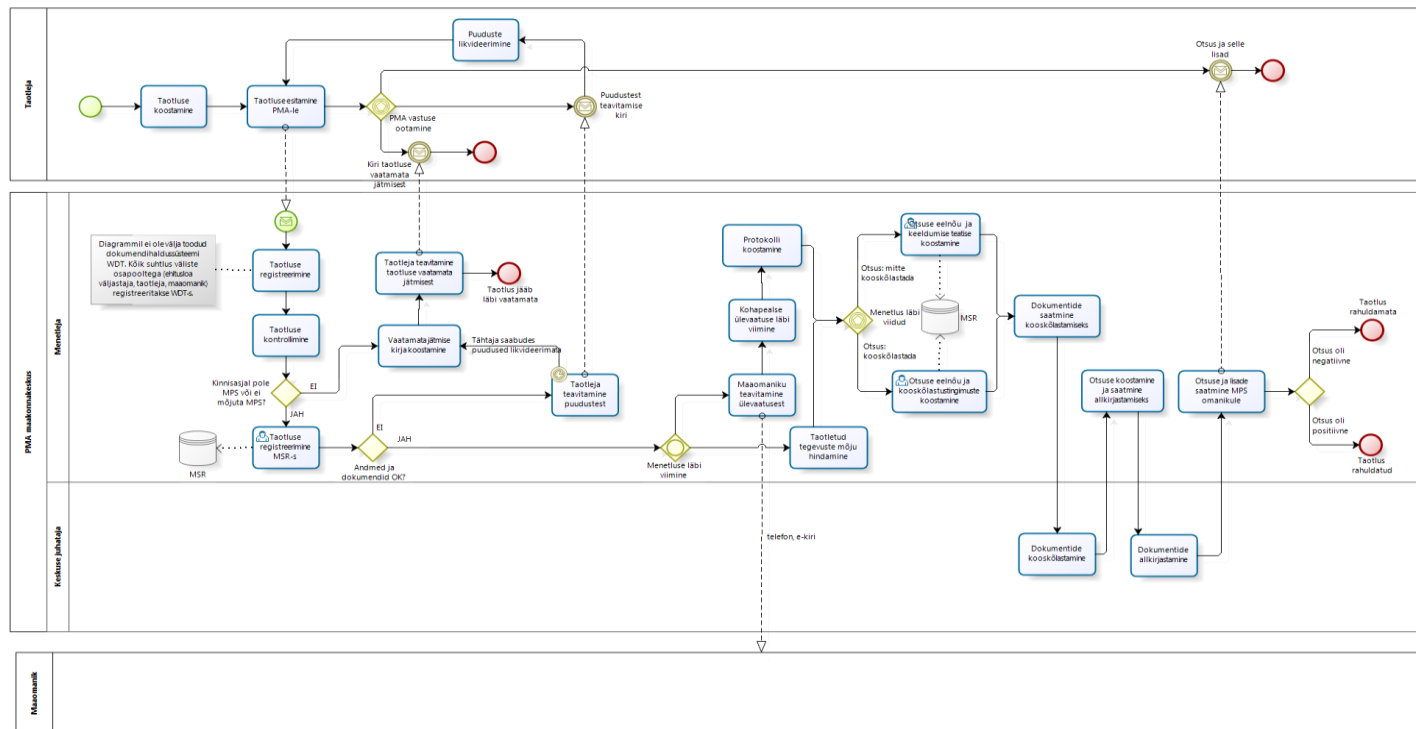 Taotleja
Taotluse
koostamine
Taotluse esitamine
PMA-le
Puuduste
likvideerimine
PMA vastuse
ootamine
Puudustest
teavitamise
kiri
Kiri taotluse
vaatamata
jätmisest
Otsus ja selle
lisad
PMA maakonnakeskus
Menetleja
Diagrammil ei ole välja toodud
dokumendihaldussüsteemi
WDT. Kõik suhtlus väliste
osapooltega (ehitusloa
väljastaja, taotleja, maaomanik)
registreeritakse WDT-s.
Taotluse
registreerimine
Taotluse
kontrollimine
Kinnisasjal pole
MPS või ei
mõjuta MPS?
EI
JAH
Taotluse
registreerimine
MSR-s
MSR
Taotleja teavitamine
taotluse vaatamata
jätmisest
Taotlus jääb
läbi vaatamata
Vaatamata jätmise
kirja koostamine
Tähtaja saabudes
puudused likvideerimata
Taotleja
teavitamine
puudustest
EI
JAH
Andmed ja
dokumendid OK?
Menetluse läbi
viimine
Protokolli
koostamine
Kohapealse
ülevaatuse läbi
viimine
Maaomaniku
teavitamine
ülevaatusest
Taotletud
tegevuste mõju
hindamine
Otsus: mitte
kooskõlastada
Menetlus läbi
viidud
Otsus:
kooskõlastada
Otsuse eelnõu ja
keeldumise teatise
koostamine
MSR
Otsuse eelnõu ja
kooskõlastustingimuste
koostamine
Dokumentide
saatmine
kooskõlastamiseks
Otsuse koostamine
ja saatmine
allkirjastamiseks
Otsuse ja lisade
saatmine MPS
omanikule
Otsus oli
negatiivne
Otsus oli
positiivne
Taotlus
rahuldamata
Taotlus
rahuldatud
Keskuse juhataja
telefon, e-kiri
Dokumentide
kooskõlastamine
Dokumentide
allkirjastamine
Maaomanik